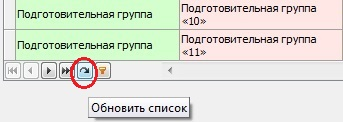 Подготовительная группа
Подготовительная группа
«10»
Подготовительная группа
Подготовительная группа
«11»
Обновить список